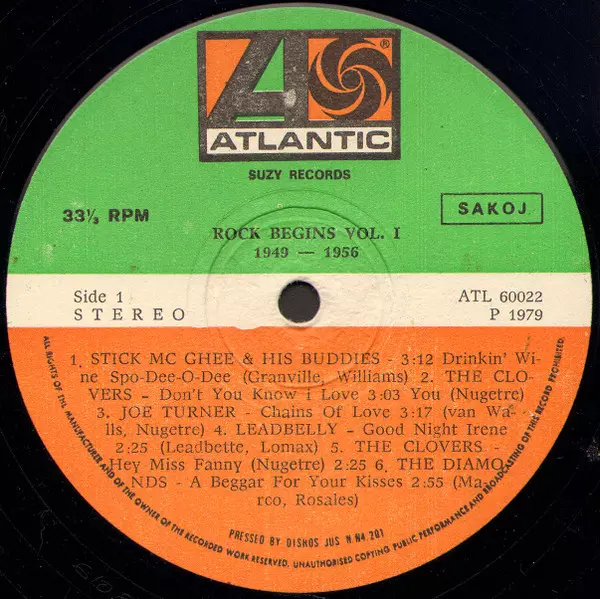 ATLANTIC
®
SUZY RECORDS
33⅓ RPM
SAKOJ
ROCK BEGINS VOL. I
1949 — 1956
Side 1
STEREO
ATL 60022
P 1979
1. STICK MC GHEE & HIS BUDDIES - 3:12 Drinkin' Wi-
ne Spo-Dee-O-Dee (Granville, Williams) 2. THE CLO-
VERS - Don't You Know i Love 3:03 You (Nugetre)
3. JOE TURNER - Chains Of Love 3:17 (van Wa-
lls, Nugetre) 4. LEADBELLY - Good Night Irene
2:25 (Leadbette, Lomax) 5. THE CLOVERS -
Hey Miss Fanny (Nugetre) 2:25 6. THE DIAMO-
NDS - A Beggar For Your Kisses 2:55 (Ma-
rco, Rosales)
PRESSED BY DISKOS JUS N.N4.201
ALL RIGHTS OF THE MANUFACTURER AND OF THE OWNER OF THE RECORDED WORK RESERVED. UNAUTHORISED COPYING PUBLIC PERFORMANCE AND BROADCASTING OF THIS RECORD PROHIBITED.